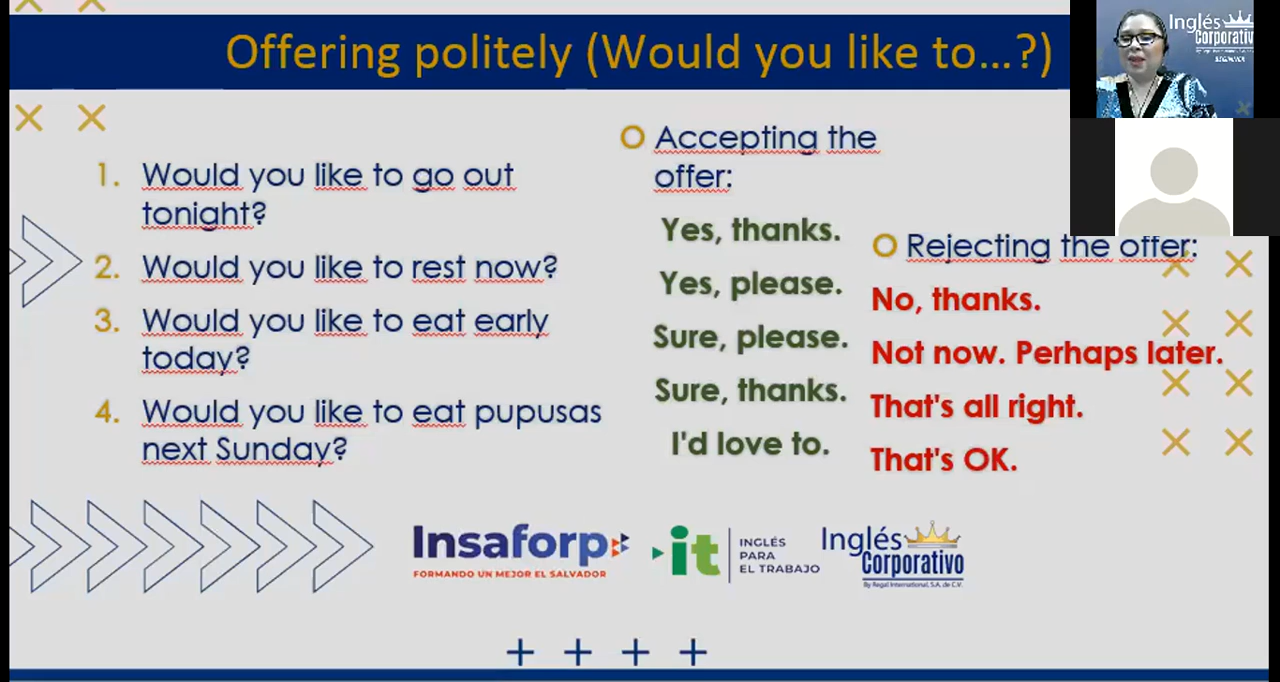 Offering politely (Would you like to...?)
1. Would you like to go out
tonight?
2. Would you like to rest now?
3. Would you like to eat early
today?
4. Would you like to eat pupusas
next Sunday?
Accepting the
offer:
Yes, thanks.
Yes, please.
Sure, please.
Sure, thanks.
I'd love to.
Rejecting the offer:
No, thanks.
Not now. Perhaps later.
That's all right.
That's OK.
Insaforp
FORMANDO UN MEJOR EL SALVADOR
it
INGLÉS
PARA
EL TRABAJO
Inglés
Corporativo
By Regal International, S.A. de C.V.
Inglés
Corporativo
BEGINNER